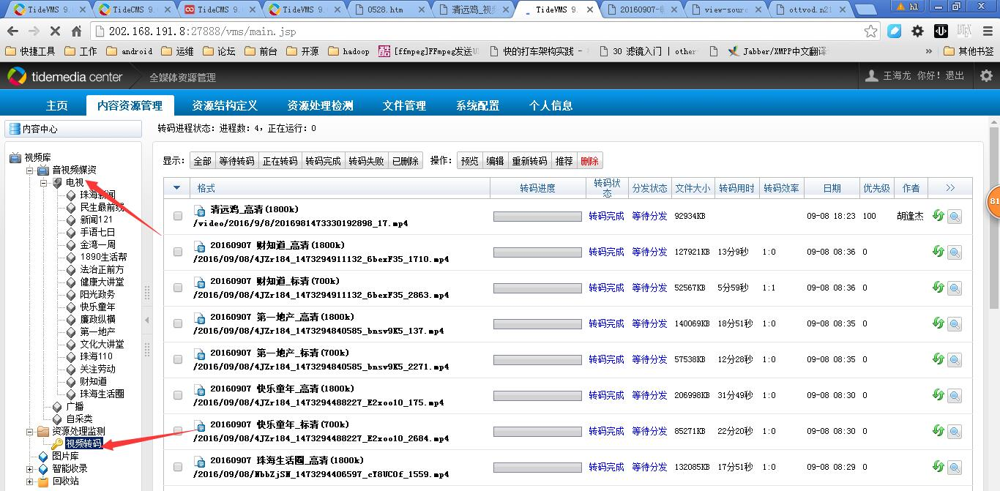 TideVMS 9.
TideCMS 9.
TideCMS 9.
TideVMS 9.
0528.htm
清远鸡_视
TideVMS 9.
20160907-
view-sour
ottvod.n21
h1
202.168.191.8:27888/vms/main.jsp
快捷工具 工作 android 运维 论坛 前台 开源 hadoop [ffmpeg]FFmpeg发送 快的打车架构实践 - 30 滤镜入门 | other Jabber/XMPP中文翻译 » 其他书签
tidemedia center 全媒体资源管理 王海龙 你好! 退出
主页 内容资源管理 资源结构定义 资源处理检测 文件管理 系统配置 个人信息
内容中心
视频库
音视频媒资
电视
珠海新闻
民生最前线
新闻121
手语七日
金湾一周
1890生活帮
法治正前方
健康大讲堂
阳光政务
快乐童年
廉政纵横
第一地产
文化大讲堂
珠海110
关注劳动
财知道
珠海生活圈
广播
自采类
资源处理监测
视频转码
图片库
智能收录
回收站
转码进程状态: 进程数: 4, 正在运行: 0
显示: 全部 等待转码 正在转码 转码完成 转码失败 已删除 操作: 预览 编辑 重新转码 推荐 删除
格式 转码进度 转码状态 分发状态 文件大小 转码用时 转码效率 日期 优先级 作者 >>
清远鸡_高清(1800k)
/video/2016/9/8/2016981473330192898_17.mp4
转码完成 等待分发 92934KB 09-08 18:23 100 胡逢杰
20160907 财知道_高清(1800k)
/2016/09/08/4JZr184_1473294911132_6bexF35_1710.mp4
转码完成 等待分发 127921KB 13分9秒 1:0 09-08 08:36 0
20160907 财知道_标清(700k)
/2016/09/08/4JZr184_1473294911132_6bexF35_2863.mp4
转码完成 等待分发 52567KB 5分59秒 1:1 09-08 08:36 0
20160907 第一地产_高清(1800k)
/2016/09/08/4JZr184_1473294840585_bnsv9K5_137.mp4
转码完成 等待分发 140069KB 18分51秒 1:0 09-08 08:35 0
20160907 第一地产_标清(700k)
/2016/09/08/4JZr184_1473294840585_bnsv9K5_2271.mp4
转码完成 等待分发 57538KB 12分28秒 1:0 09-08 08:35 0
20160907 快乐童年_高清(1800k)
/2016/09/08/4JZr184_1473294488227_E2xoo10_175.mp4
转码完成 等待分发 206998KB 31分49秒 1:0 09-08 08:30 0
20160907 快乐童年_标清(700k)
/2016/09/08/4JZr184_1473294488227_E2xoo10_2684.mp4
转码完成 等待分发 85271KB 22分20秒 1:0 09-08 08:30 0
20160907 珠海生活圈_高清(1800k)
/2016/09/08/WbbZjSW_1473294406597_cY8UCOf_1559.mp4
转码完成 等待分发 132085KB 17分51秒 1:0 09-08 08:29 0
81